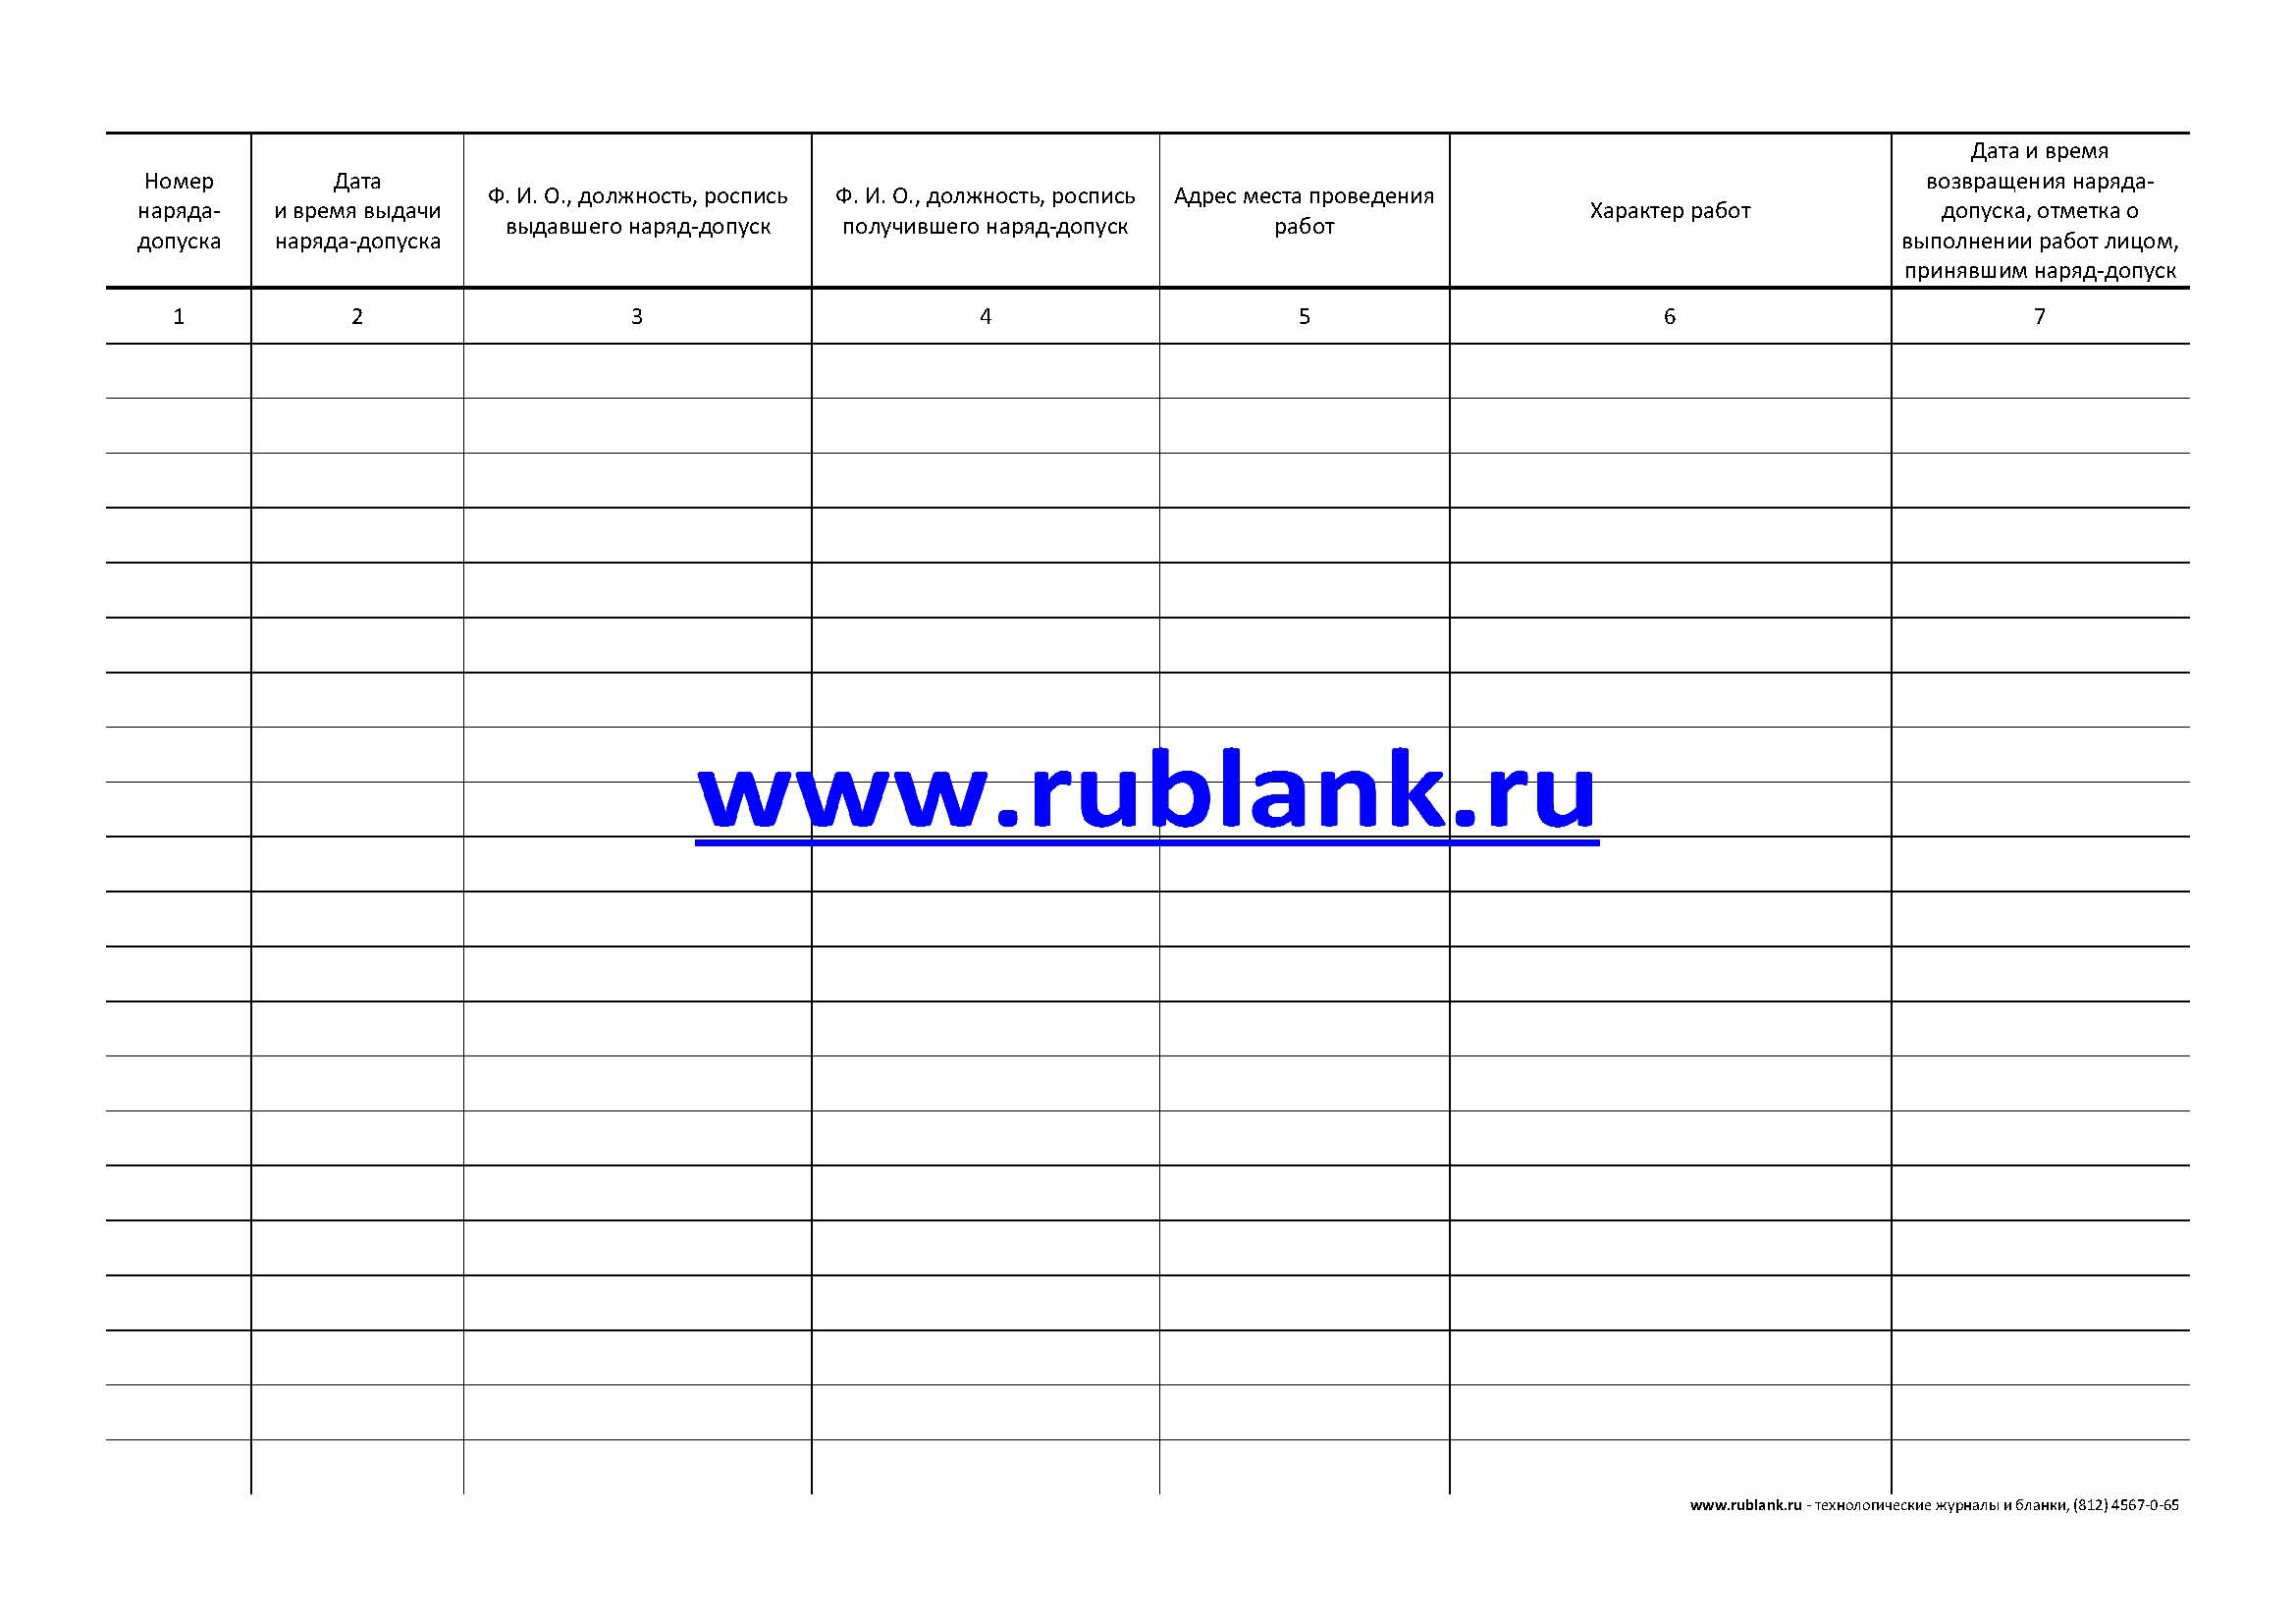 Номер
наряда-
допуска
Дата
и время выдачи
наряда-допуска
Ф. И. О., должность, роспись
выдавшего наряд-допуск
Ф. И. О., должность, роспись
получившего наряд-допуск
Адрес места проведения
работ
Характер работ
Дата и время
возвращения наряда-
допуска, отметка о
выполнении работ лицом,
принявшим наряд-допуск
1 2 3 4 5 6 7
www.rublank.ru
www.rublank.ru - технологические журналы и бланки, (812) 4567-0-65